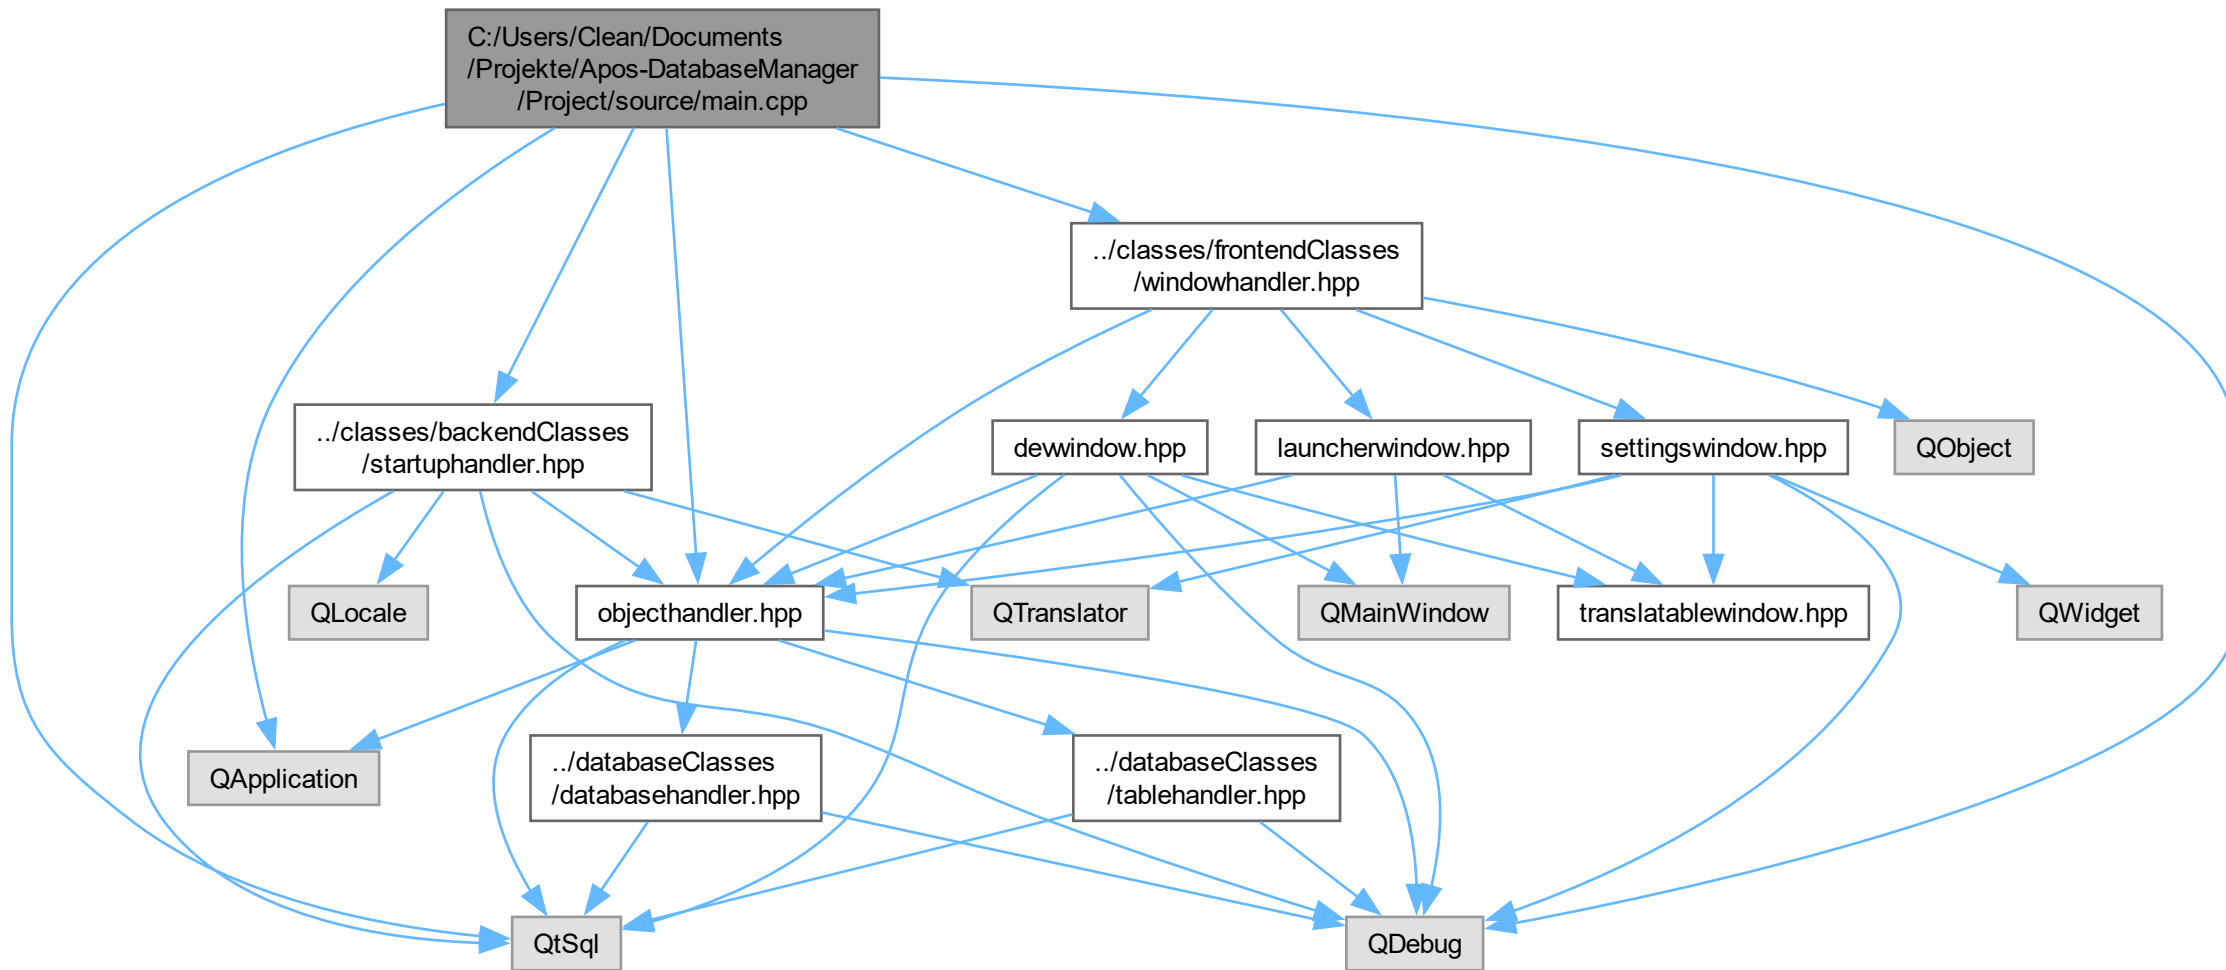 C:/Users/Clean/Documents
/Projekte/Apos-DatabaseManager
/Project/source/main.cpp
../classes/frontendClasses
/windowhandler.hpp
../classes/backendClasses
/startuphandler.hpp
devwindow.hpp
launcherwindow.hpp
settingswindow.hpp
QObject
QLocale
objecthandler.hpp
QTranslator
QMainWindow
translatablewindow.hpp
QWidget
QApplication
../databaseClasses
/databasehandler.hpp
../databaseClasses
/tablehandler.hpp
QtSql
QDebug